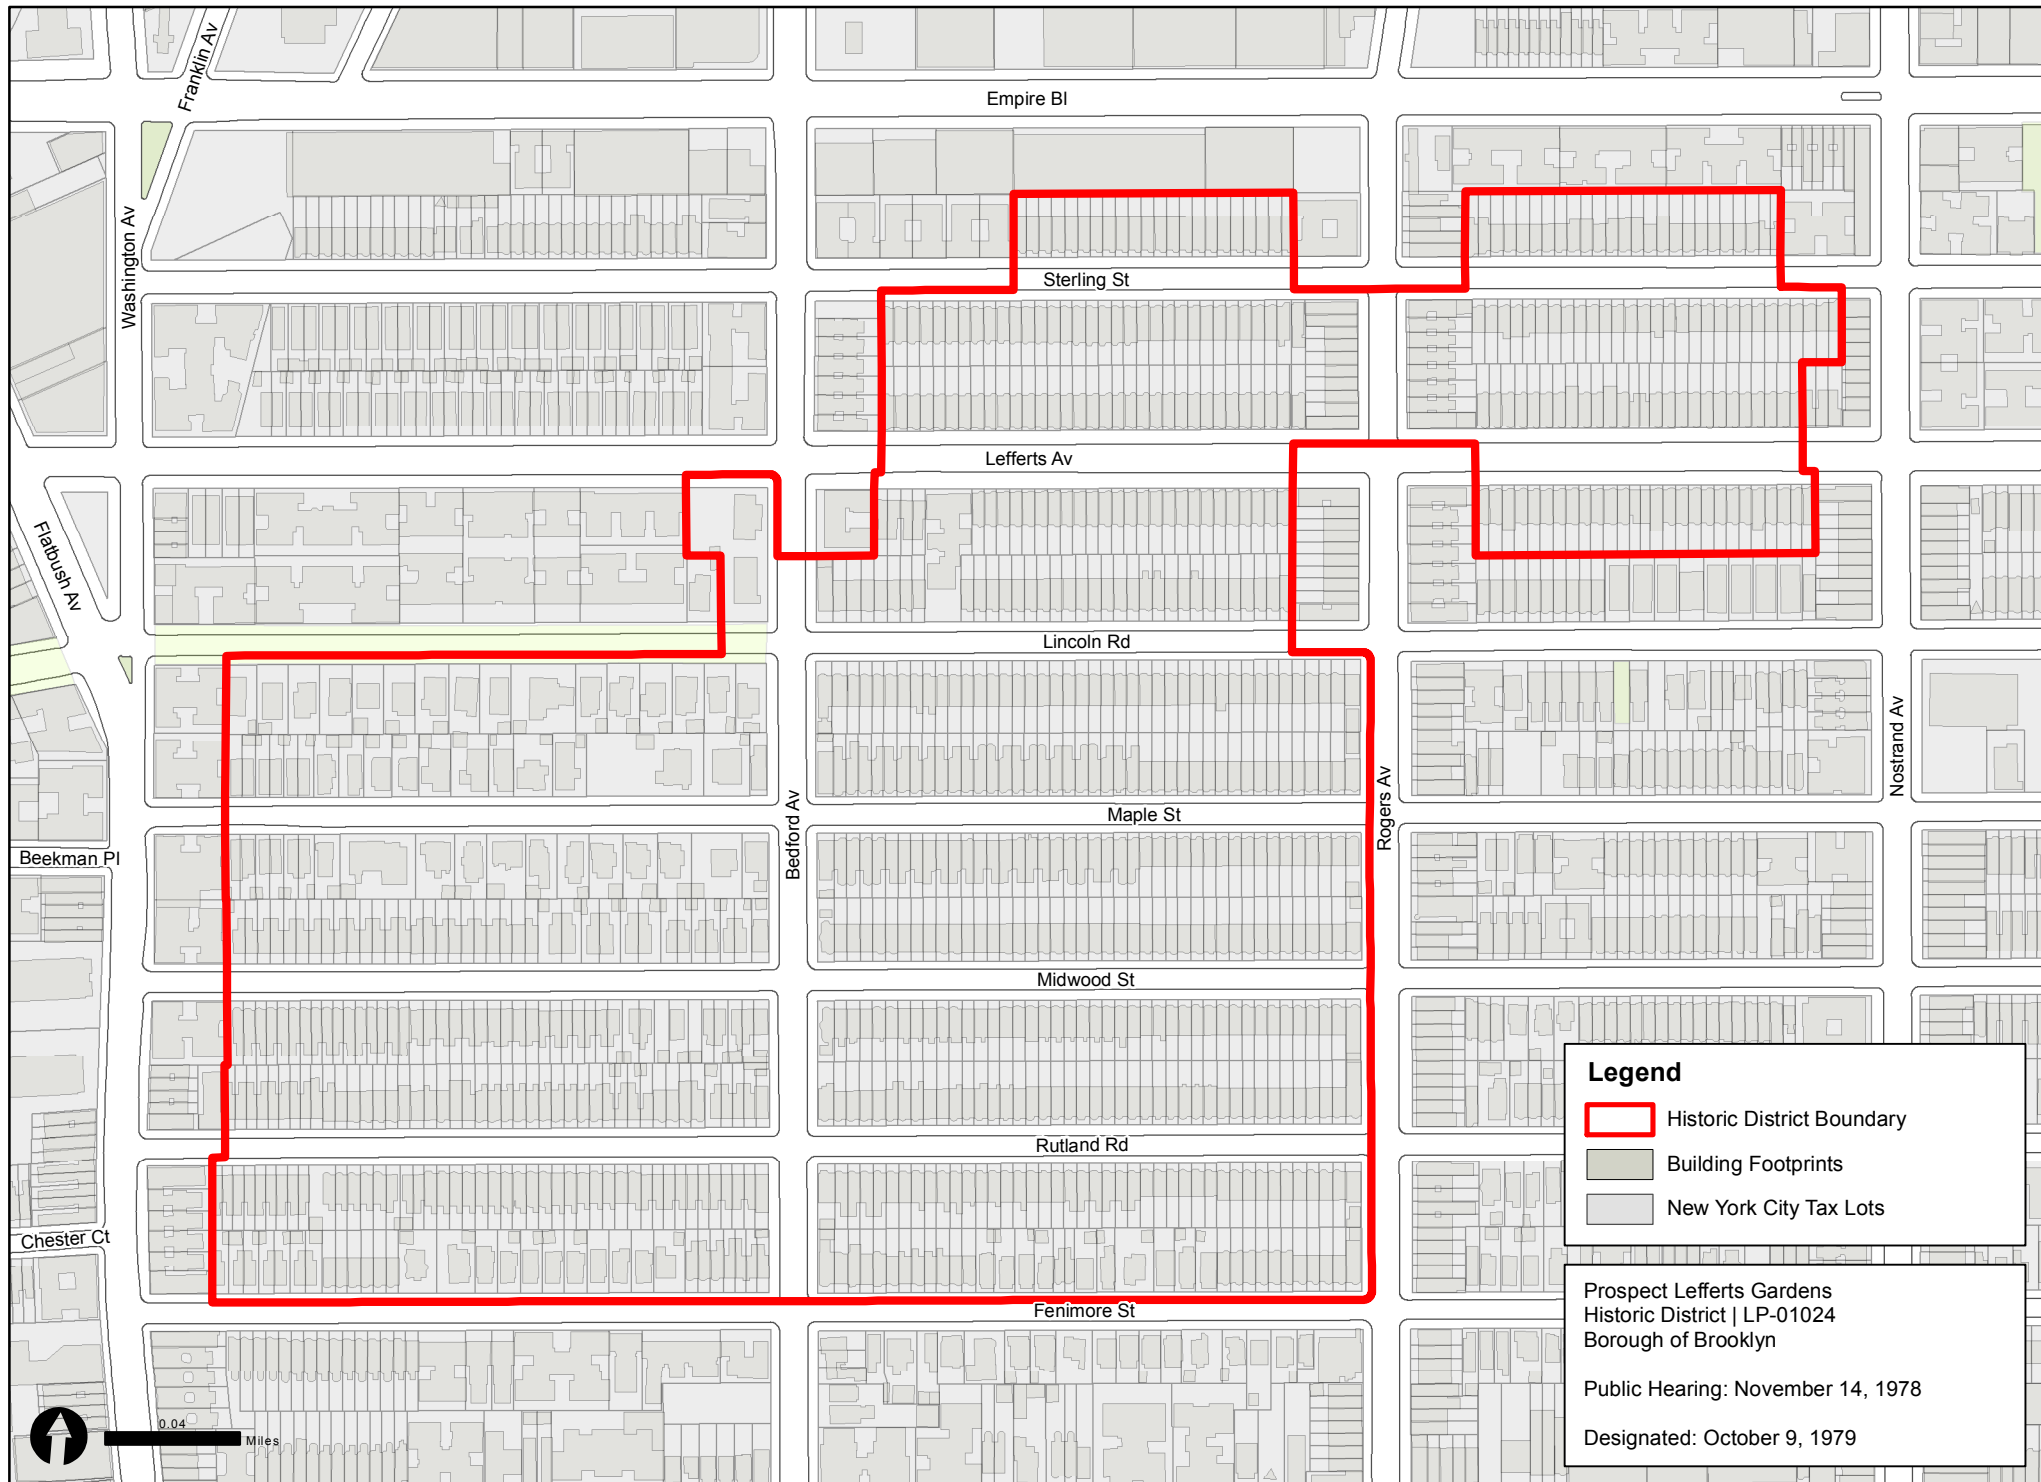 Franklin Av
Empire Bl
Washington Av
Sterling St
Lefferts Av
Flatbush Av
Lincoln Rd
Nostrand Av
Rogers Av
Bedford Av
Maple St
Beekman Pl
Midwood St
Rutland Rd
Chester Ct
Fenimore St
Legend
Historic District Boundary
Building Footprints
New York City Tax Lots
Prospect Lefferts Gardens
Historic District | LP-01024
Borough of Brooklyn
Public Hearing: November 14, 1978
Designated: October 9, 1979
0.04
Miles